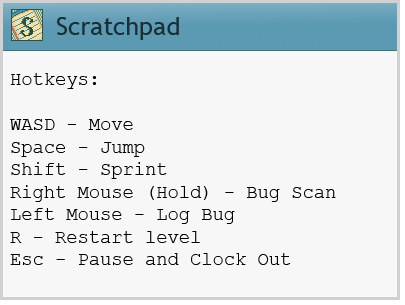 Scratchpad
Hotkeys:
WASD - Move
Space - Jump
Shift - Sprint
Right Mouse (Hold) - Bug Scan
Left Mouse - Log Bug
R - Restart level
Esc - Pause and Clock Out